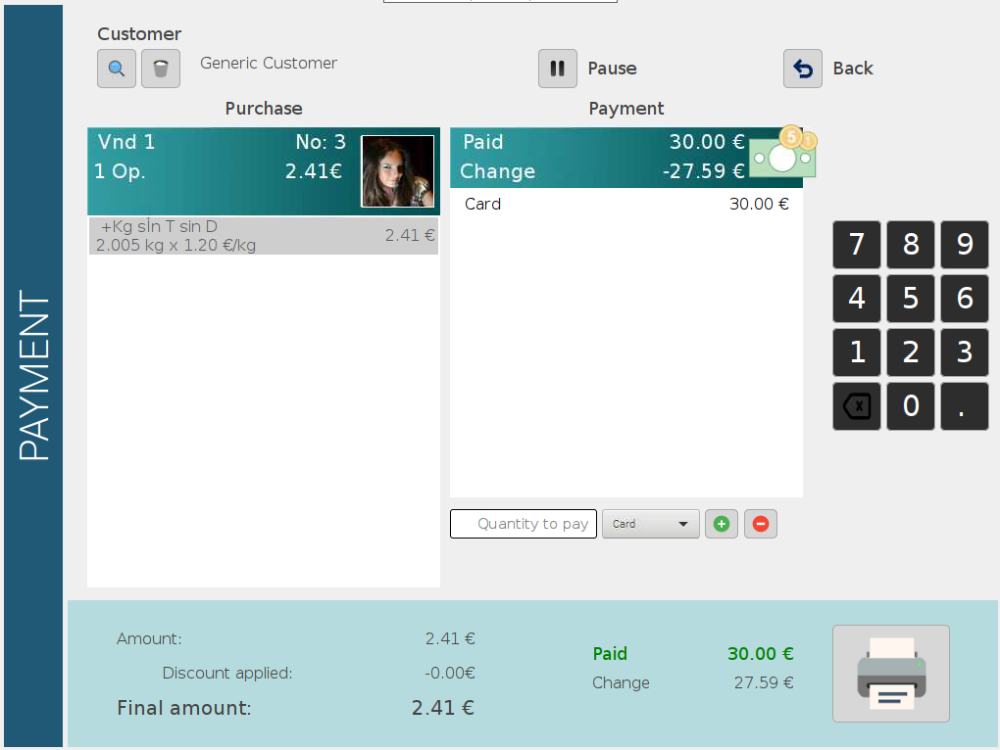 PAYMENT
Customer
Generic Customer
Pause
Back
Purchase
Payment
Vnd 1 No: 3
1 Op. 2.41€
Paid 30.00 €
Change -27.59 €
5 1
+Kg sİn T sin D
2.005 kg x 1.20 €/kg 2.41 €
Card 30.00 €
7 8 9
4 5 6
1 2 3
x 0 .
Quantity to pay Card
Amount: 2.41 €
Discount applied: -0.00€
Final amount: 2.41 €
Paid 30.00 €
Change 27.59 €